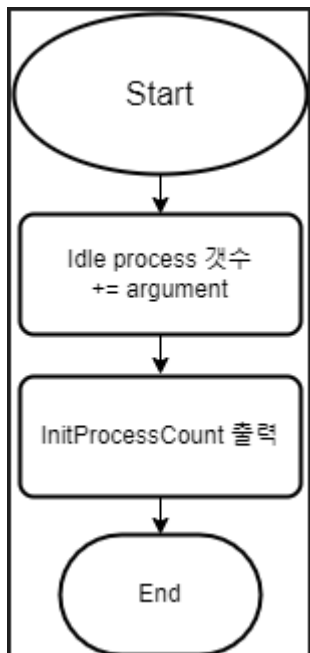 Start
Idle process 갯수
+= argument
InitProcessCount 출력
End